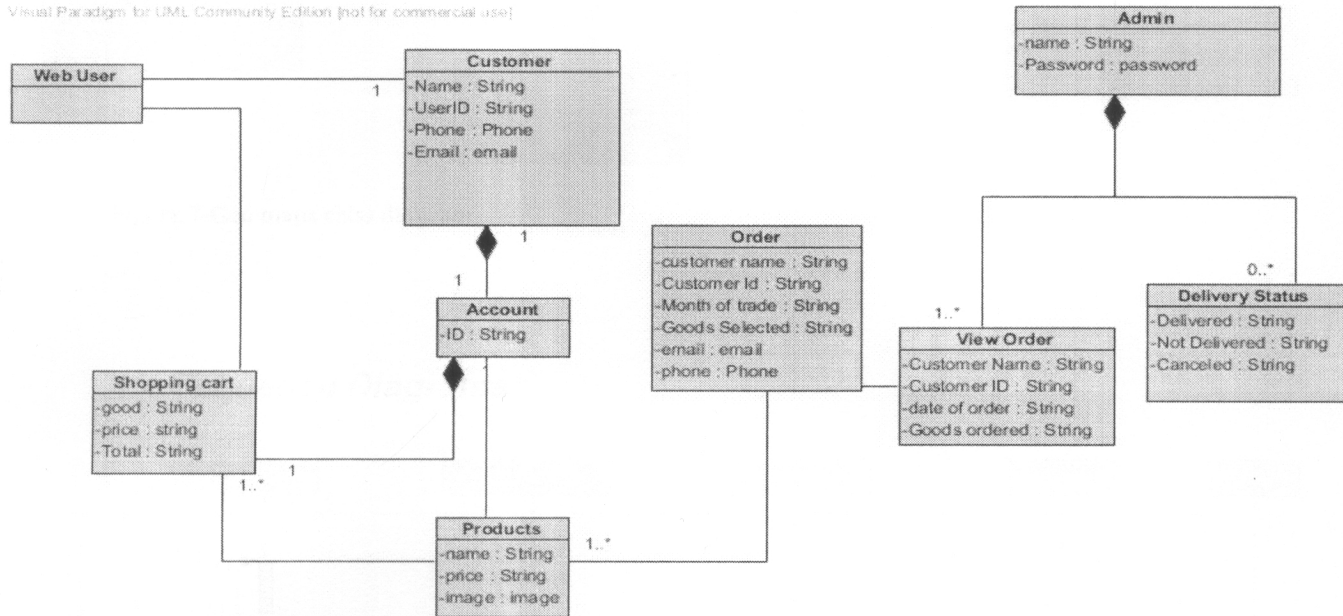 Visual Paradigm for UML Community Edition [not for commercial use]
Web User
Customer
-Name : String
-UserID : String
-Phone : Phone
-Email : email
Admin
-name : String
-Password : password
1
1
1
Account
-ID : String
1
Order
-customer name : String
-Customer Id : String
-Month of trade : String
-Goods Selected : String
-email : email
-phone : Phone
1..*
View Order
-Customer Name : String
-Customer ID : String
-date of order : String
-Goods ordered : String
0..*
Delivery Status
-Delivered : String
-Not Delivered : String
-Canceled : String
Shopping cart
-good : String
-price : string
-Total : String
1
1..*
Products
-name : String
-price : String
-image : image
1..*